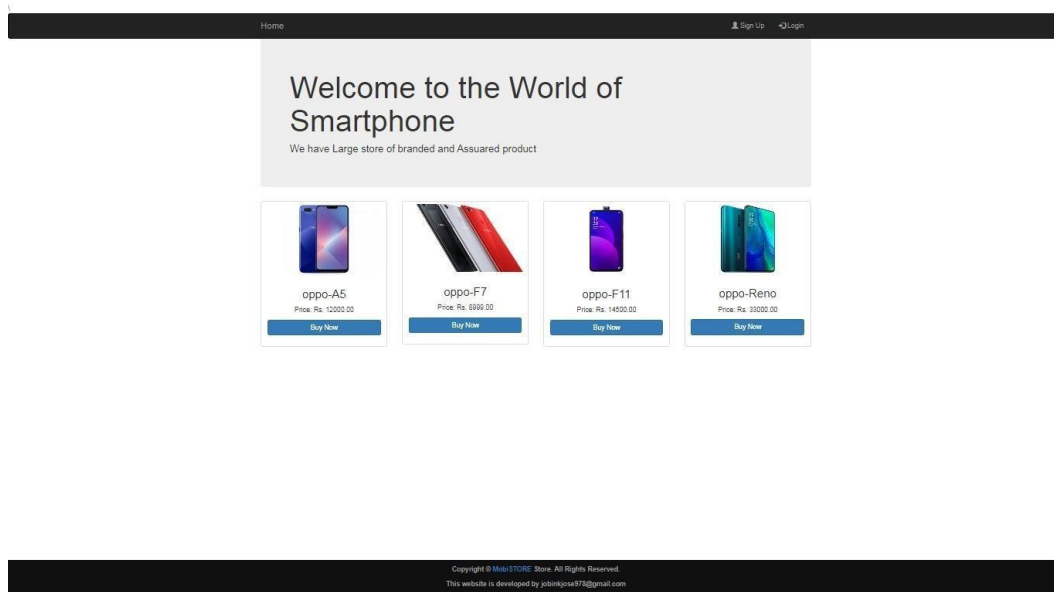 \
Home Sign Up Login
Welcome to the World of
Smartphone
We have Large store of branded and Assuared product
oppo-A5
Price: Rs. 12000.00
Buy Now
oppo-F7
Price: Rs. 8999.00
Buy Now
oppo-F11
Price: Rs. 14500.00
Buy Now
oppo-Reno
Price: Rs. 33000.00
Buy Now
Copyright © MobiSTORE Store. All Rights Reserved.
This website is developed by jobinkjose978@gmail.com